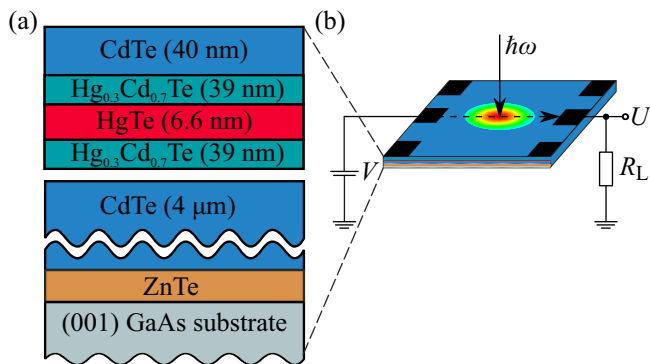 (a)
CdTe (40 nm)
Hg₀.₃Cd₀.₇Te (39 nm)
HgTe (6.6 nm)
Hg₀.₃Cd₀.₇Te (39 nm)
CdTe (4 μm)
ZnTe
(001) GaAs substrate
(b)
ħω
U
V
R_L